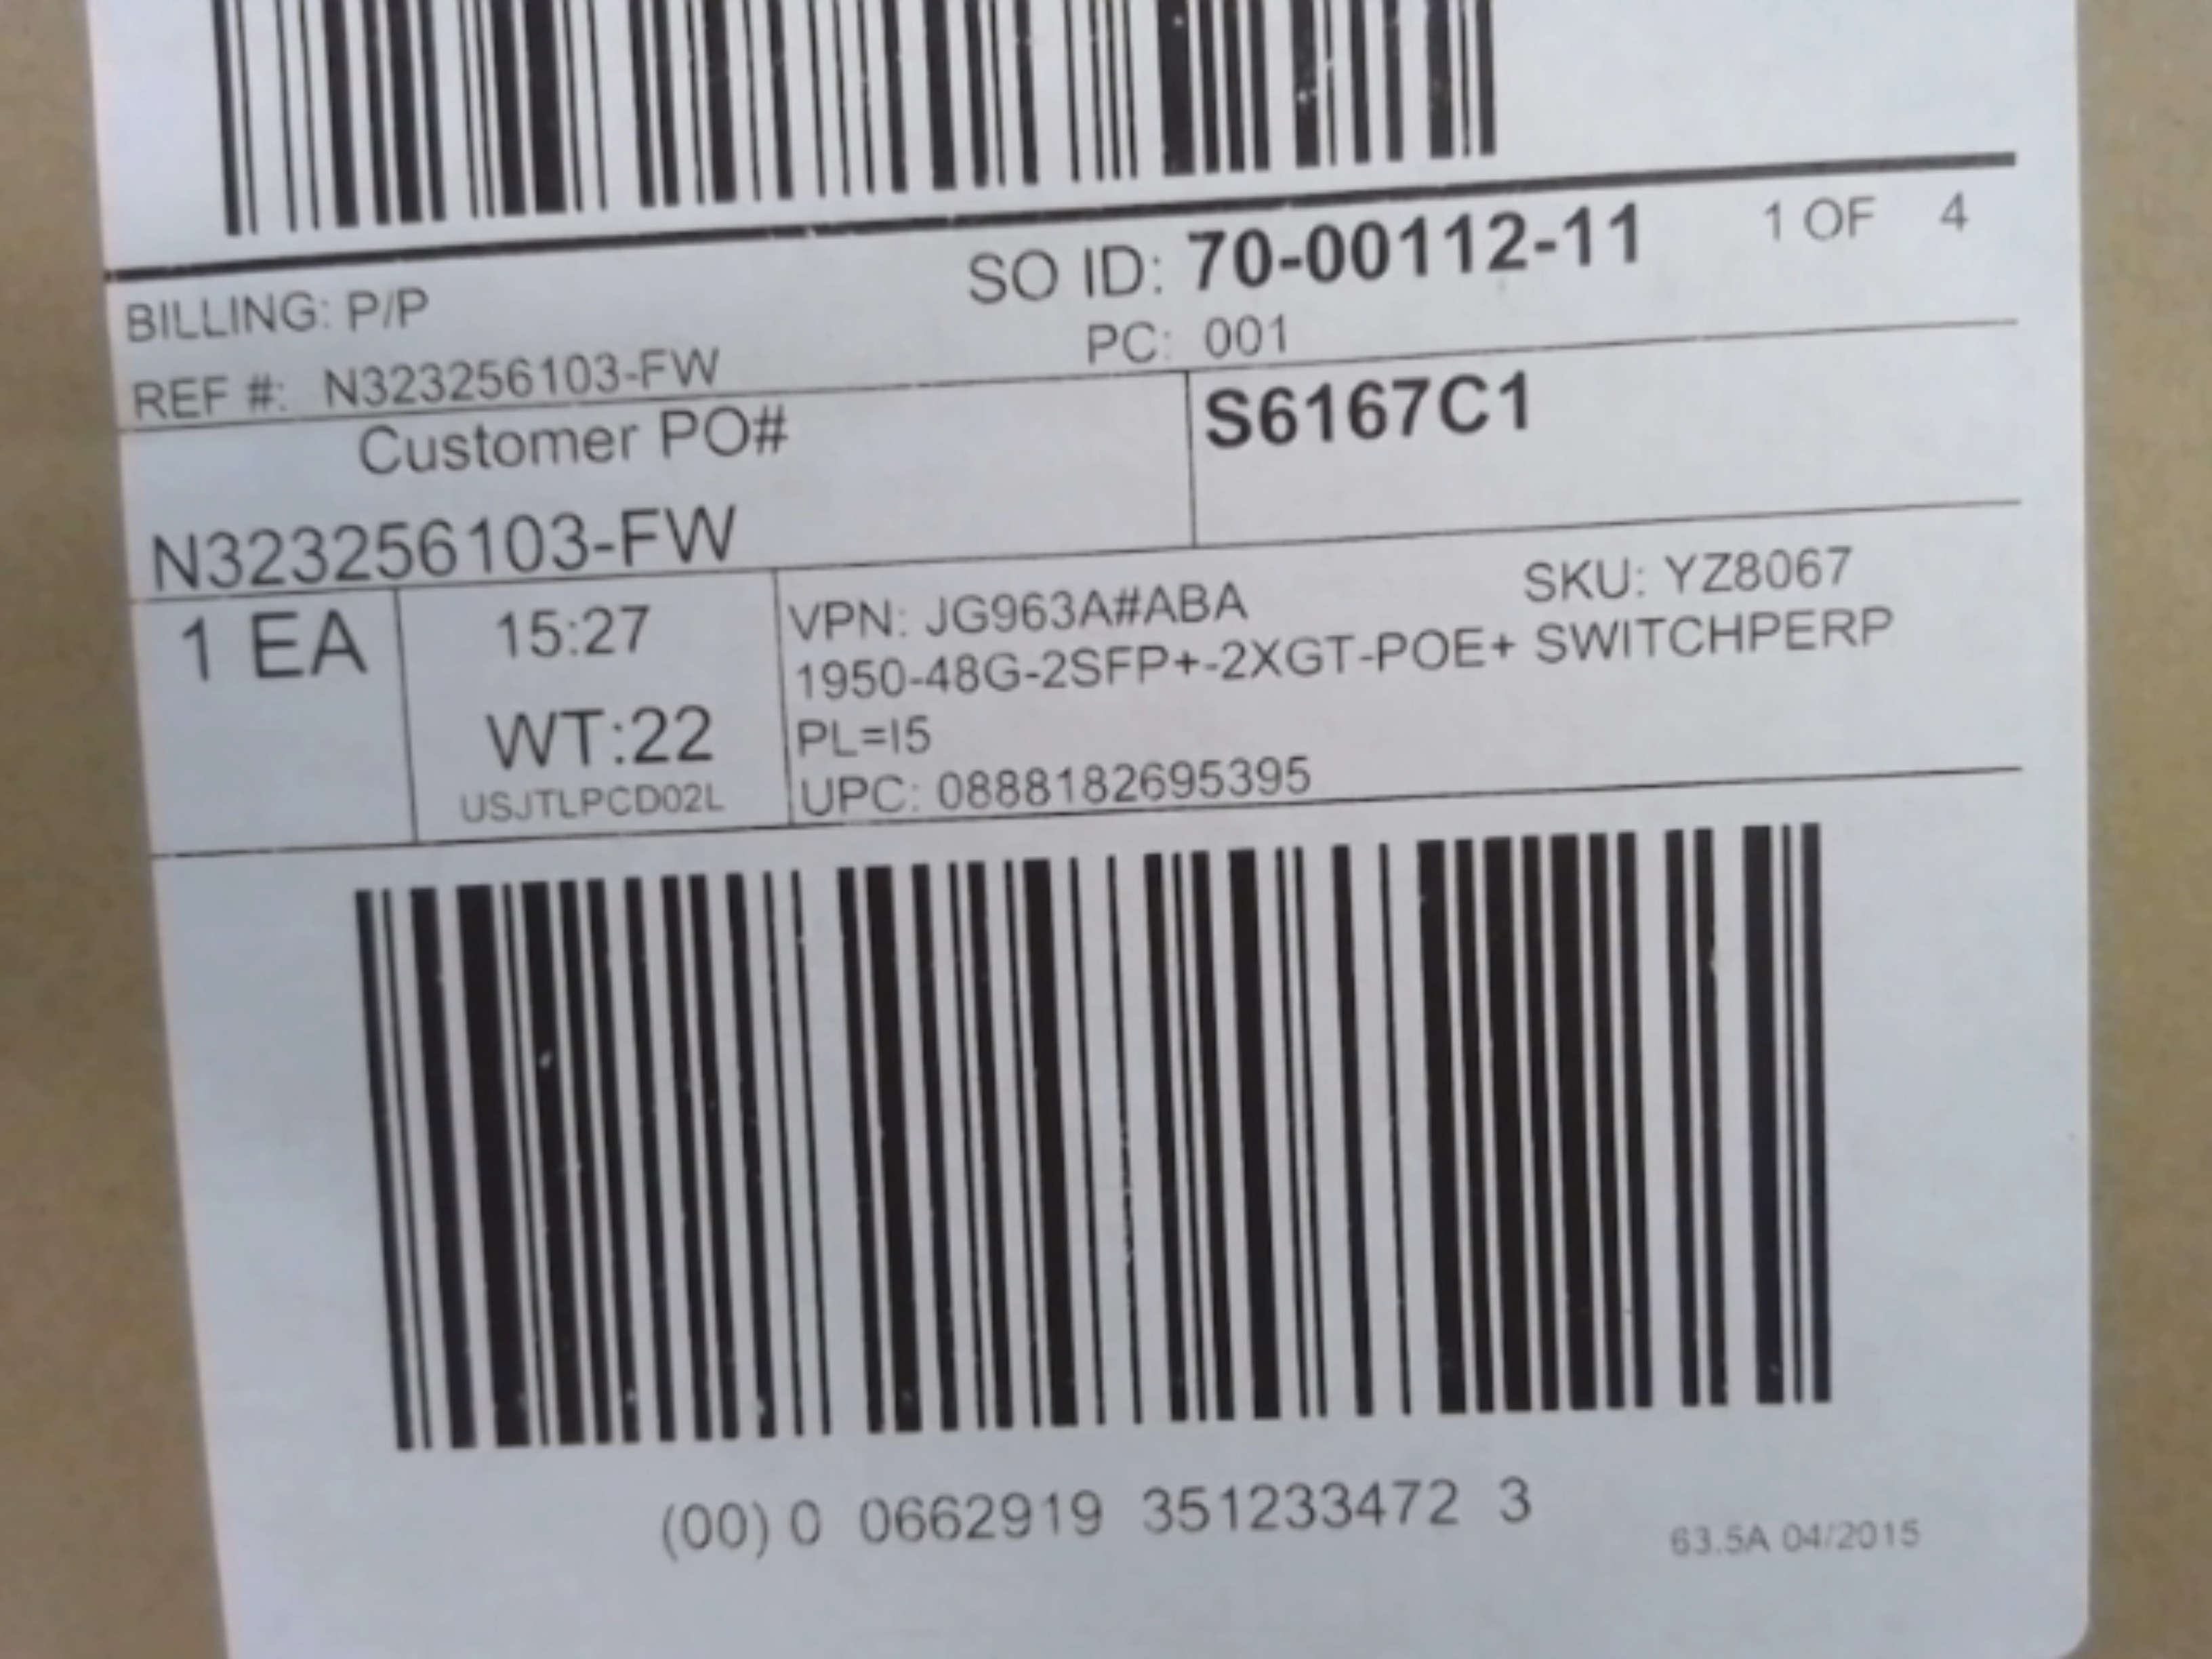 SO ID: 70-00112-11 1 OF 4
BILLING: P/P
PC: 001
REF #: N323256103-FW
Customer PO#
S6167C1
N323256103-FW
1 EA
15:27
WT:22
USJTLPCD02L
VPN: JG963A#ABA SKU: YZ8067
1950-48G-2SFP+-2XGT-POE+ SWITCHPERP
PL=I5
UPC: 0888182695395
(00) 0 0662919 351233472 3
63.5A 04/2015